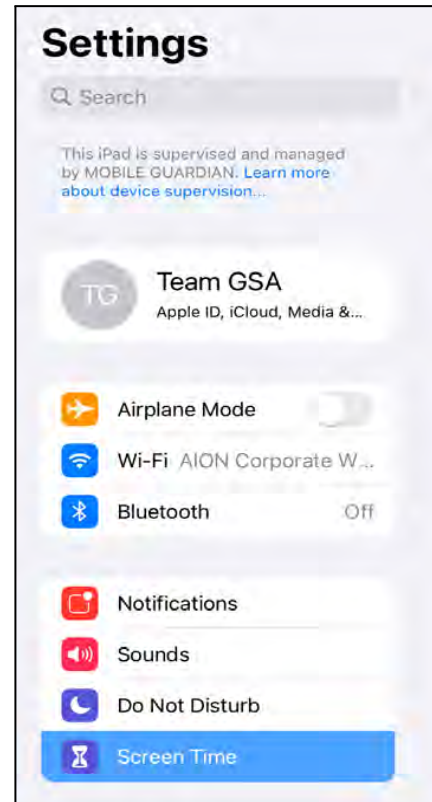 Settings
Search
This iPad is supervised and managed
by MOBILE GUARDIAN. Learn more
about device supervision...
TG
Team GSA
Apple ID, iCloud, Media &...
Airplane Mode
Wi-Fi AION Corporate W...
Bluetooth Off
Notifications
Sounds
Do Not Disturb
Screen Time